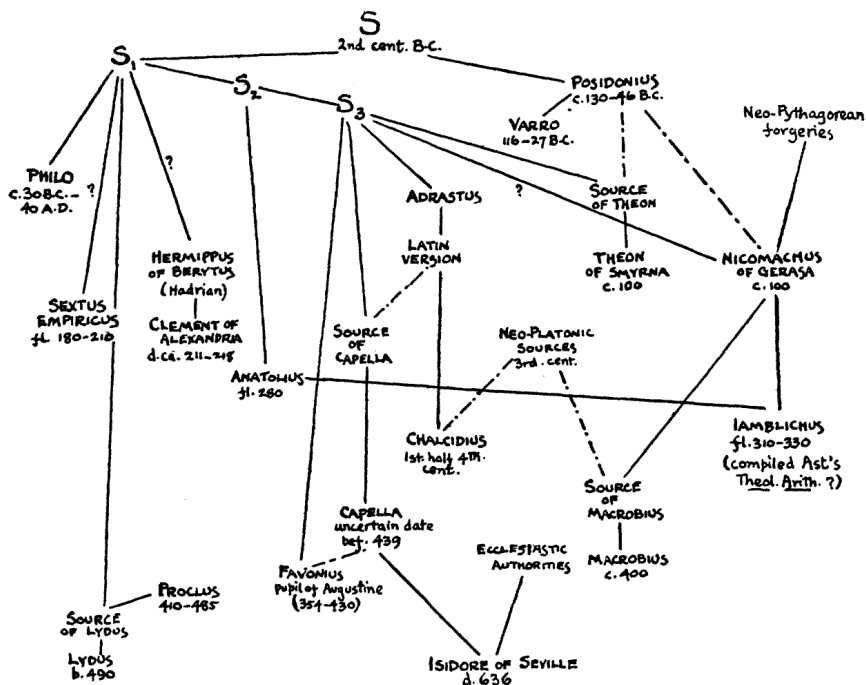 S
2nd cent. B.C.
S1
S2
S3
POSIDONIUS
c.130-46 B.C.
VARRO
116-27 B.C.
Neo-Pythagorean
forgeries
?
?
?
PHILO
c.30 B.C.-
40 A.D.
ADRASTUS
SOURCE
OF THEON
HERMIPPUS
OF BERYTUS
(Hadrian)
LATIN
VERSION
THEON
OF SMYRNA
c.100
NICOMACHUS
OF GERASA
c.100
SEXTUS
EMPIRICUS
fl. 180-210
CLEMENT OF
ALEXANDRIA
d.ca. 211-218
SOURCE
OF
CAPELLA
NEO-PLATONIC
SOURCES
3rd. cent.
ANATOLIUS
fl. 280
CHALCIDIUS
1st. half 4th.
cent.
IAMBLICHUS
fl. 310-330
(compiled Ast's
Theol. Arith. ?)
SOURCE
OF
MACROBIUS
MACROBIUS
c.400
CAPELLA
uncertain date
bef. 439
ECCLESIASTIC
AUTHORITIES
FAVONIUS
pupil of Augustine
(354-430)
PROCLUS
410-485
SOURCE
OF LYDUS
LYDUS
b. 490
ISIDORE OF SEVILLE
d. 636